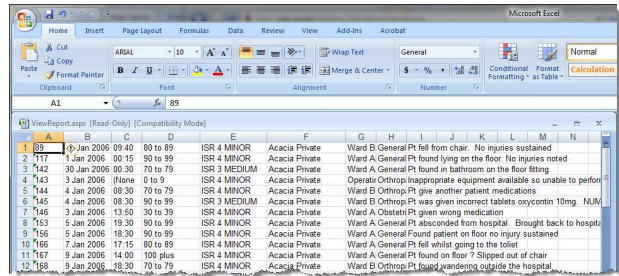 Microsoft Excel
Home Insert Page Layout Formulas Data Review View Add-Ins Acrobat
Cut
Copy
Format Painter
Paste
ARIAL 10 A A
B I U
Wrap Text
Merge & Center
General
$ % ,
Conditional Formatting
Format as Table
Normal
Calculation
Clipboard Font Alignment Number
A1 fx 89
ViewReport.aspx [Read-Only] [Compatibility Mode]
A B C D E F G H I J K L M N
1 89 Jan 2006 09:40 80 to 89 ISR 4 MINOR Acacia Private Ward B General Pt fell from chair. No injuries sustained
2 117 1 Jan 2006 00:15 90 to 99 ISR 4 MINOR Acacia Private Ward A General Pt found lying on the floor. No injuries noted
3 142 30 Jan 2006 00:30 70 to 79 ISR 3 MEDIUM Acacia Private Ward A General Pt found in bathroom on the floor fitting
4 143 3 Jan 2006 (None 0 to 9 ISR 4 MINOR Acacia Private Operatin Orthop Inappropriate equipment available so unable to perforr
5 144 4 Jan 2006 08:30 70 to 79 ISR 4 MINOR Acacia Private Ward B Orthop Pt give another patient medications
6 145 4 Jan 2006 08:30 90 to 99 ISR 3 MEDIUM Acacia Private Ward B Orthop Pt was given incorrect tablets oxycontin 10mg. NUM
7 146 3 Jan 2006 13:50 30 to 39 ISR 4 MINOR Acacia Private Ward B Obstetri Pt given wrong medication
8 153 5 Jan 2006 19:30 90 to 99 ISR 4 MINOR Acacia Private Ward A General Pt absconded from hospital. Brought back to hospita
9 156 5 Jan 2006 18:30 90 to 99 ISR 4 MINOR Acacia Private Ward A General Found patient on floor no injury sustained
10 166 7 Jan 2006 17:15 80 to 89 ISR 4 MINOR Acacia Private Ward A General Pt fell whilst going to the toliet
11 167 9 Jan 2006 14:00 100 plus ISR 4 MINOR Acacia Private Ward A General Pt found on floor ? Slipped out of chair
12 168 9 Jan 2006 18:30 70 to 79 ISR 4 MINOR Acacia Private Ward B Orthop Pt found wandering outside the hospital